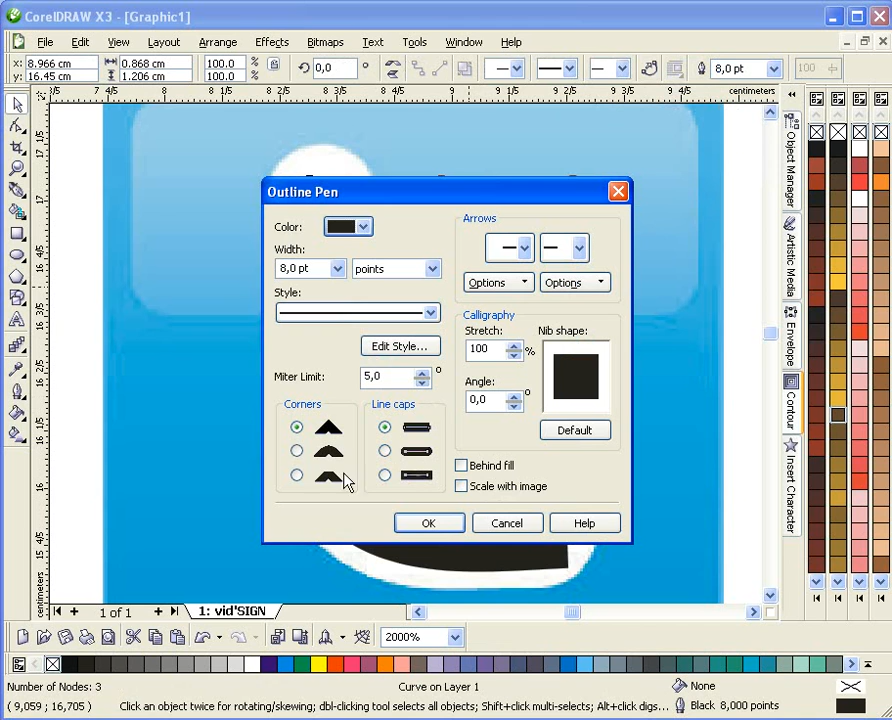 CorelDRAW X3 - [Graphic1]
File Edit View Layout Arrange Effects Bitmaps Text Tools Window Help
x: 8.966 cm
y: 16.45 cm
0.868 cm
1.206 cm
100.0
100.0
%
%
0,0 °
8,0 pt
100
centimeters
Outline Pen
Color:
Width:
8,0 pt points
Style:
Edit Style...
Miter Limit: 5,0 °
Corners
Line caps
Arrows
Options Options
Calligraphy
Stretch:
100 %
Angle:
0,0 °
Nib shape:
Default
Behind fill
Scale with image
OK Cancel Help
Object Manager
Artistic Media
Envelope
Contour
Insert Character
centimeters
1 of 1
1: vid'SIGN
2000%
Number of Nodes: 3 Curve on Layer 1 None
( 9,059 ; 16,705 ) Click an object twice for rotating/skewing; dbl-clicking tool selects all objects; Shift+click multi-selects; Alt+click digs... Black 8,000 points